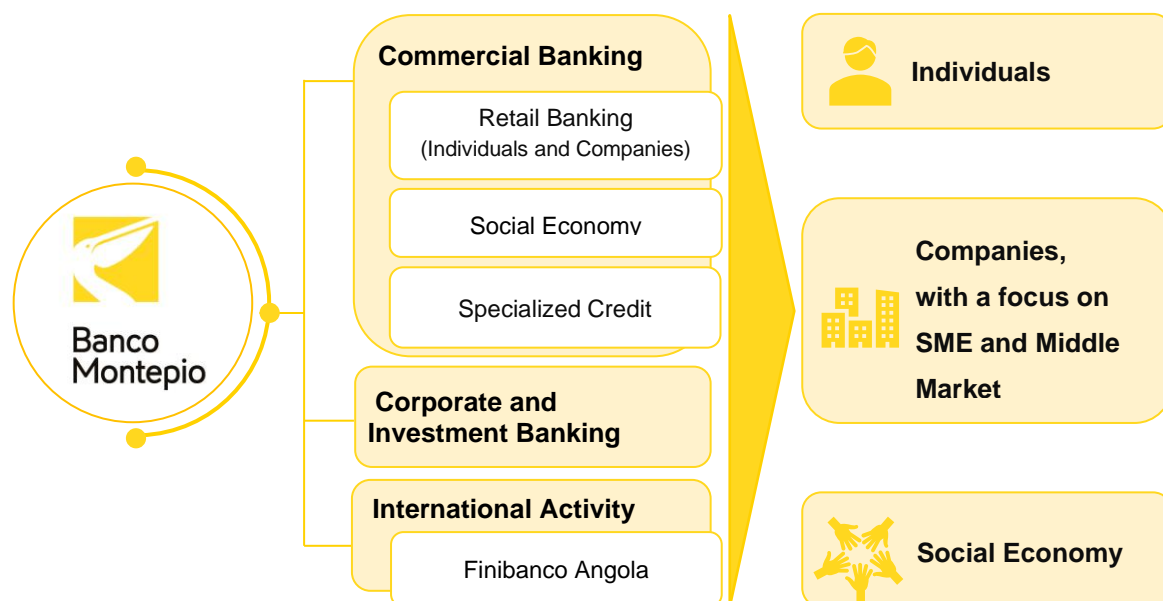 Banco
Montepio
Commercial Banking
Retail Banking
(Individuals and Companies)
Social Economy
Specialized Credit
Corporate and
Investment Banking
International Activity
Finibanco Angola
Individuals
Companies,
with a focus on
SME and Middle
Market
Social Economy